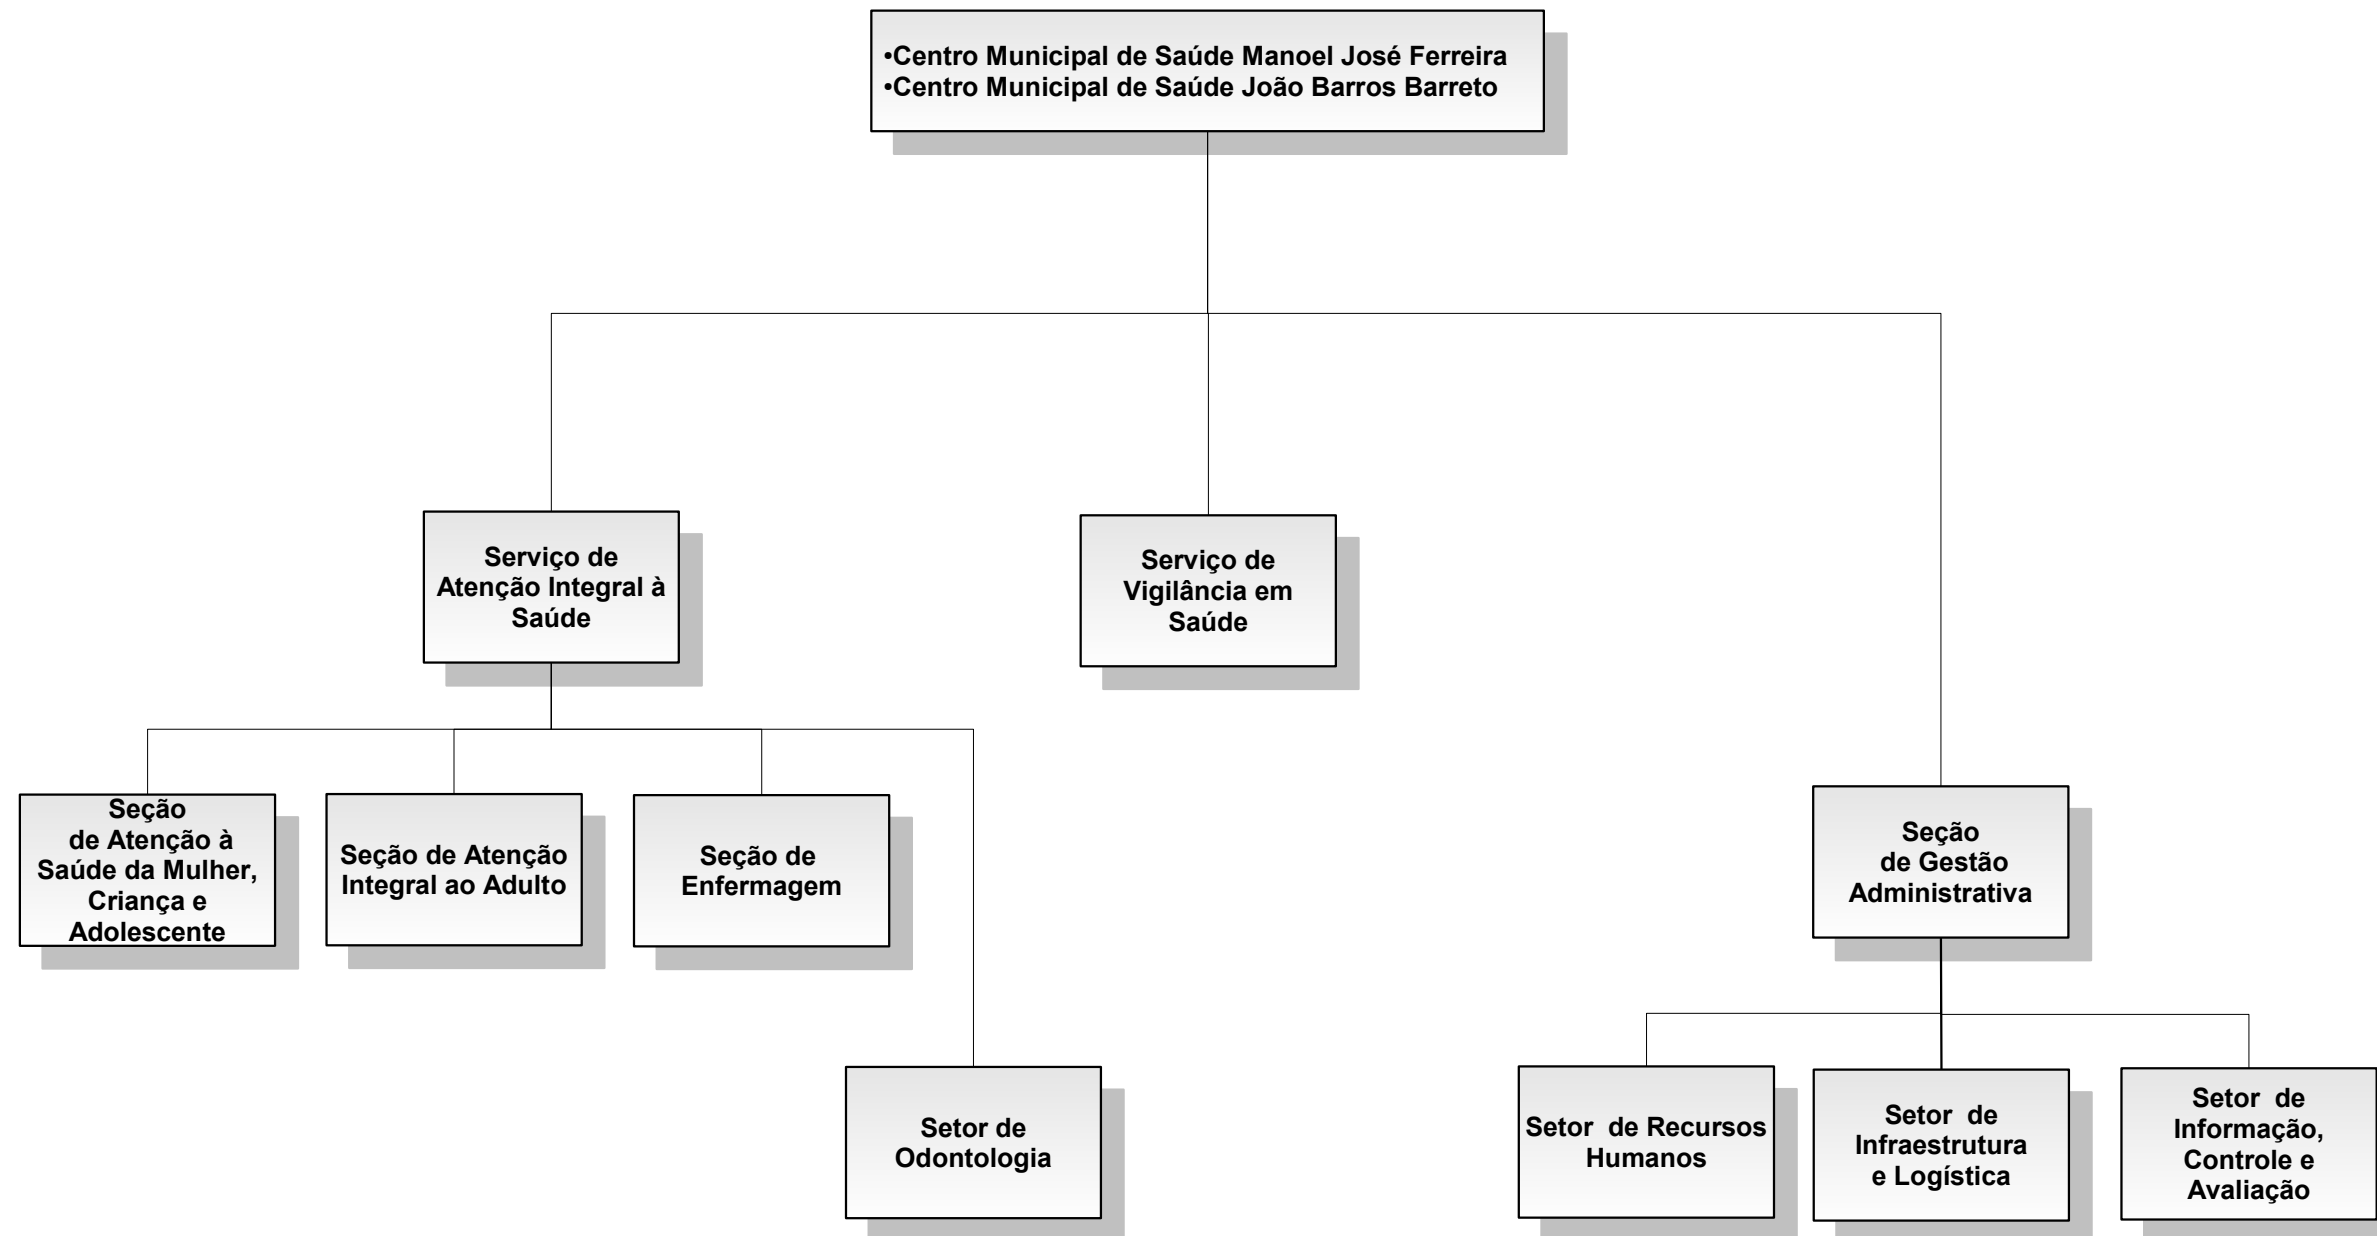 •Centro Municipal de Saúde Manoel José Ferreira
•Centro Municipal de Saúde João Barros Barreto
Serviço de
Atenção Integral à
Saúde
Serviço de
Vigilância em
Saúde
Seção
de Atenção à
Saúde da Mulher,
Criança e
Adolescente
Seção de Atenção
Integral ao Adulto
Seção de
Enfermagem
Seção
de Gestão
Administrativa
Setor de
Odontologia
Setor de Recursos
Humanos
Setor de
Infraestrutura
e Logística
Setor de
Informação,
Controle e
Avaliação